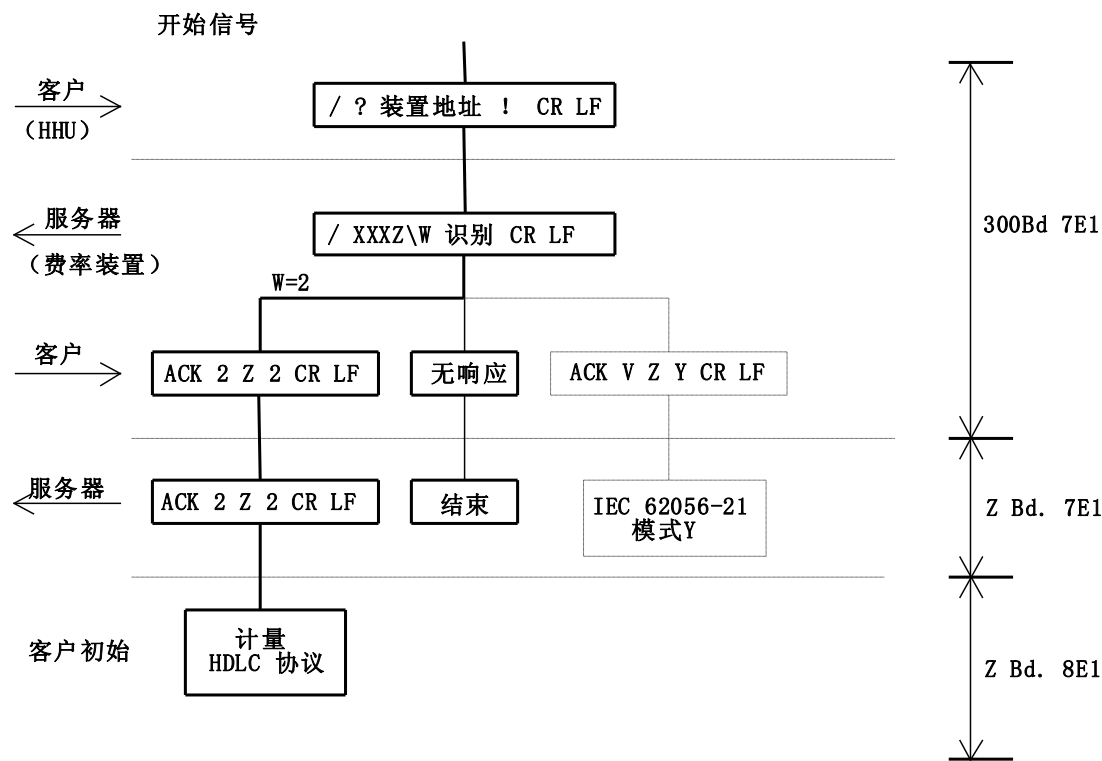 开始信号
客户
（HHU）
/ ? 装置地址 ! CR LF
服务器
（费率装置）
/ XXXZ\W 识别 CR LF
300Bd 7E1
W=2
客户
ACK 2 Z 2 CR LF
无响应
ACK V Z Y CR LF
服务器
ACK 2 Z 2 CR LF
结束
IEC 62056-21
模式Y
Z Bd. 7E1
客户初始
计量
HDLC 协议
Z Bd. 8E1